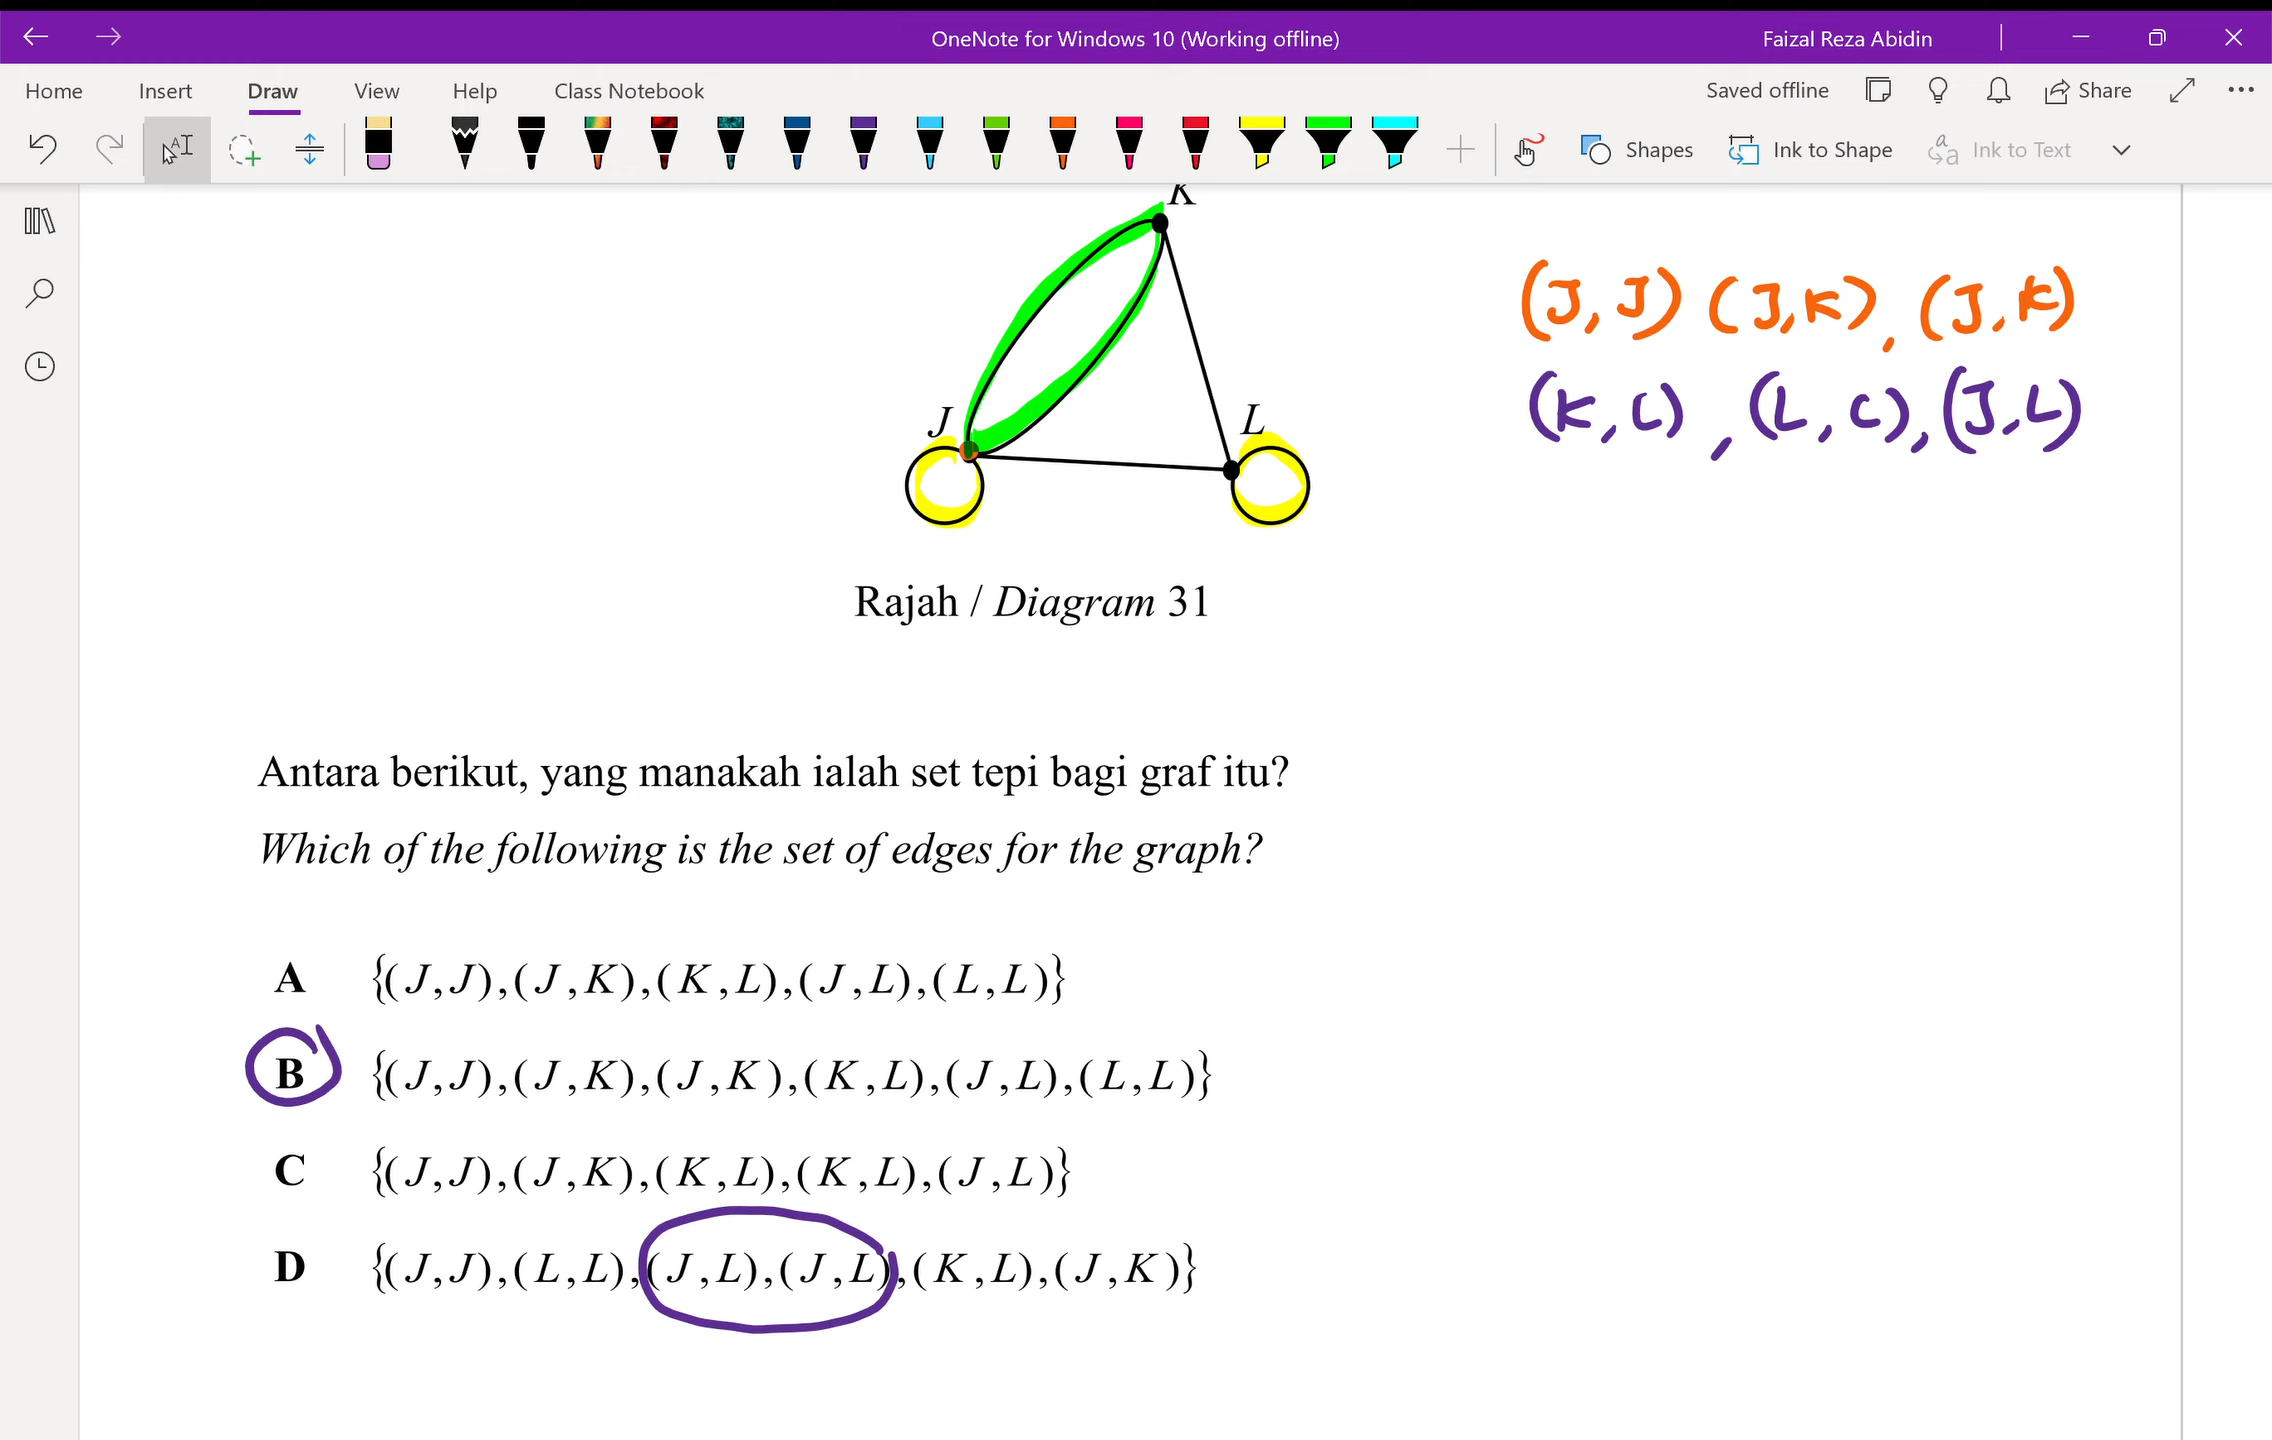 OneNote for Windows 10 (Working offline)
Faizal Reza Abidin
Home Insert Draw View Help Class Notebook
Saved offline Share
Shapes Ink to Shape Ink to Text
K
(J, J) (J, K), (J, K)
(K, L), (L, L), (J, L)
J
L
Rajah / Diagram 31
Antara berikut, yang manakah ialah set tepi bagi graf itu?
Which of the following is the set of edges for the graph?
A {(J,J),(J,K),(K,L),(J,L),(L,L)}
B {(J,J),(J,K),(J,K),(K,L),(J,L),(L,L)}
C {(J,J),(J,K),(K,L),(K,L),(J,L)}
D {(J,J),(L,L),(J,L),(J,L),(K,L),(J,K)}